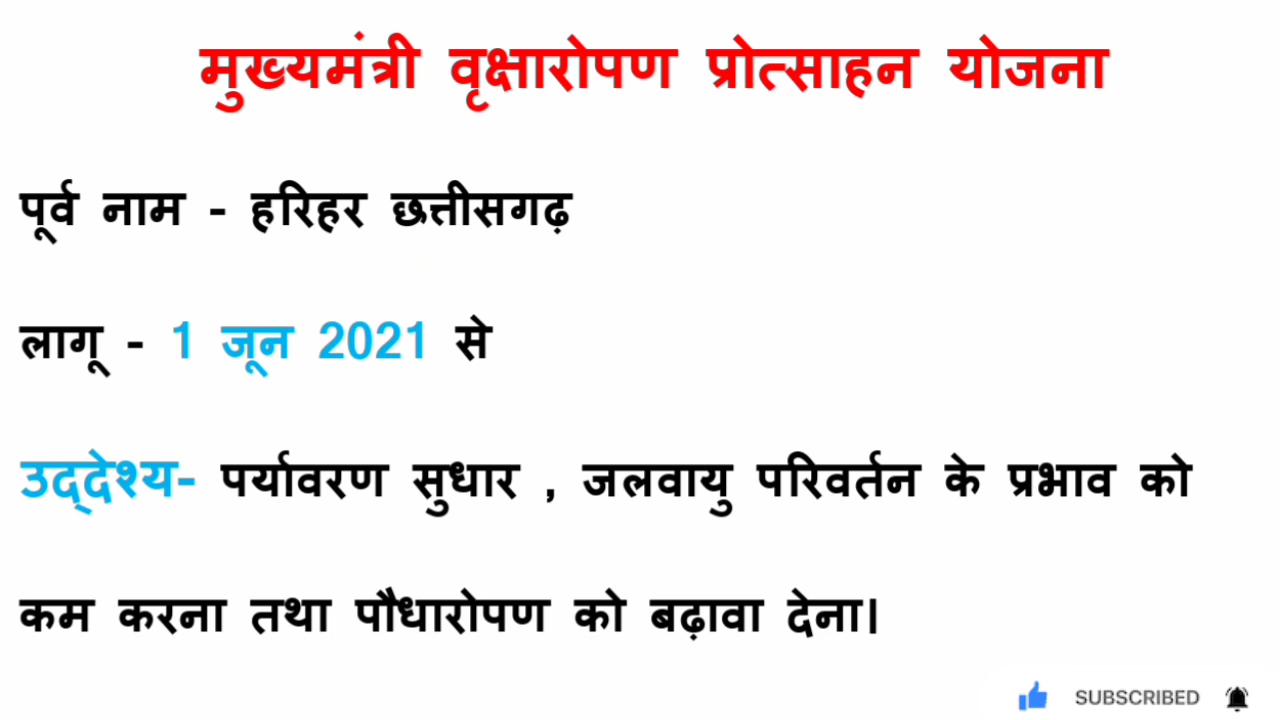 मुख्यमंत्री वृक्षारोपण प्रोत्साहन योजना
पूर्व नाम - हरिहर छत्तीसगढ़
लागू - 1 जून 2021 से
उद्‌देश्य- पर्यावरण सुधार , जलवायु परिवर्तन के प्रभाव को
कम करना तथा पौधारोपण को बढ़ावा देना।
SUBSCRIBED